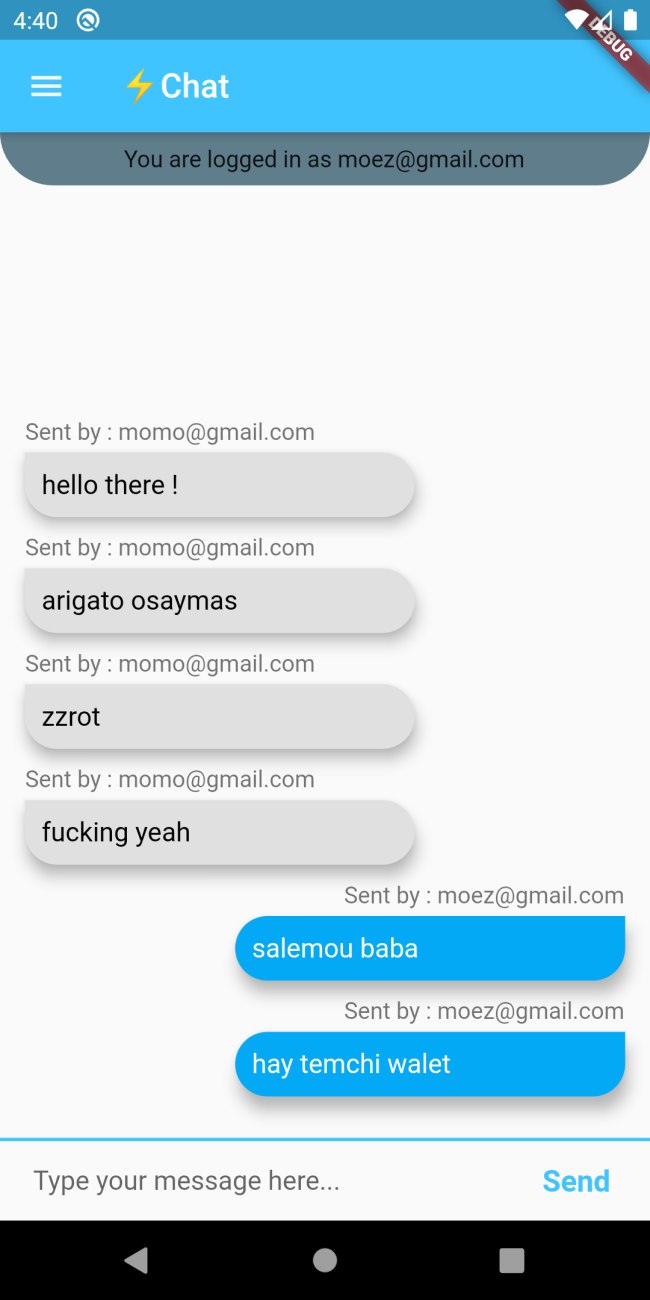 4:40
DEBUG
⚡Chat
You are logged in as moez@gmail.com
Sent by : momo@gmail.com
hello there !
Sent by : momo@gmail.com
arigato osaymas
Sent by : momo@gmail.com
zzrot
Sent by : momo@gmail.com
fucking yeah
Sent by : moez@gmail.com
salemou baba
Sent by : moez@gmail.com
hay temchi walet
Type your message here... Send